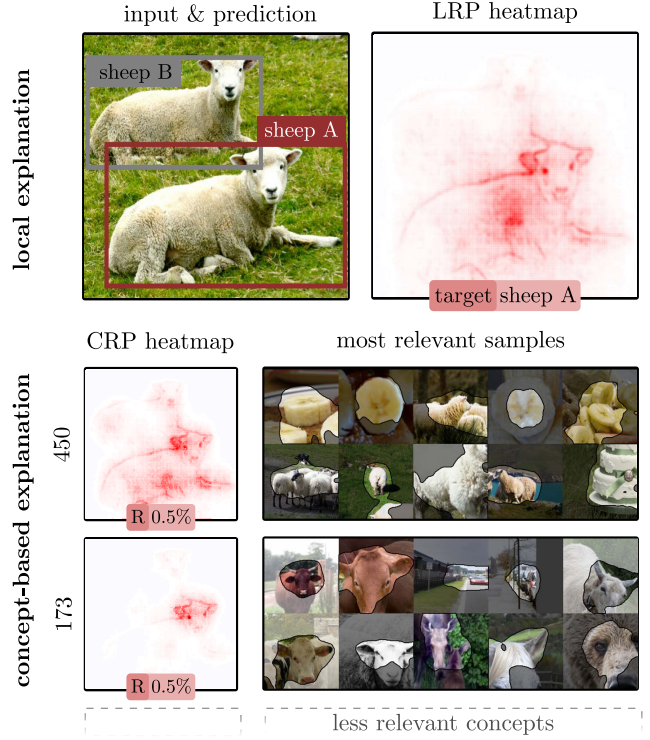 input & prediction
LRP heatmap
local explanation
sheep B
sheep A
target sheep A
CRP heatmap
most relevant samples
concept-based explanation
450
R 0.5%
173
R 0.5%
less relevant concepts